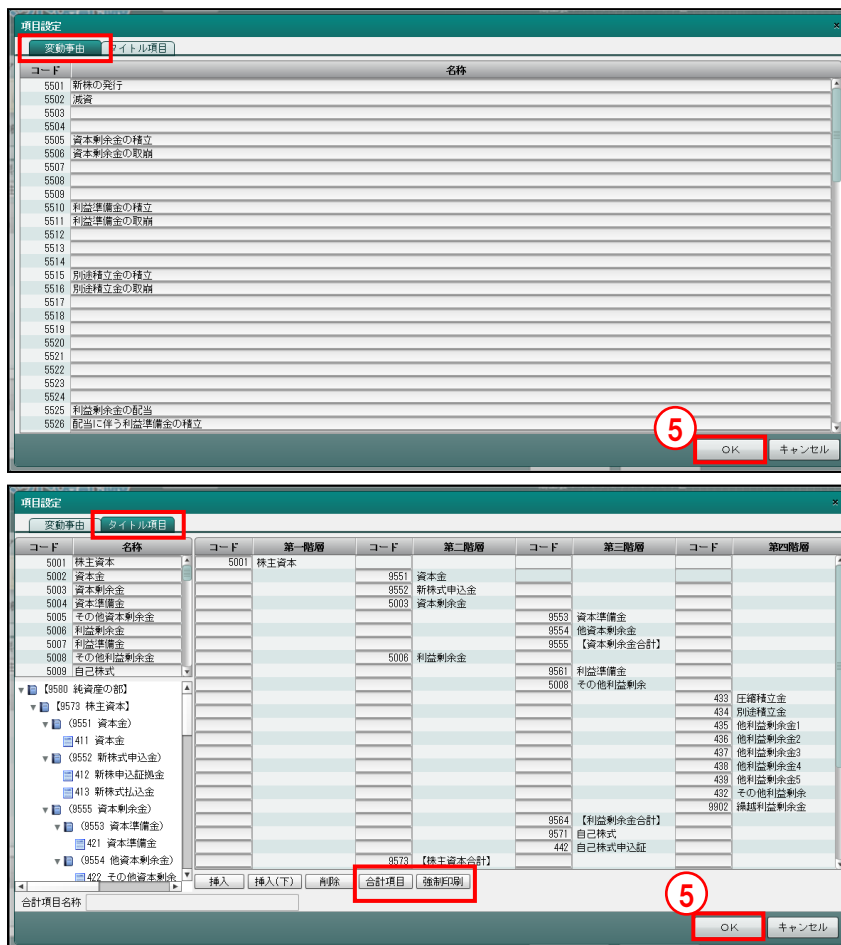 項目設定
×
変動事由 タイトル項目
コード 名称
5501 新株の発行
5502 減資
5503
5504
5505 資本剰余金の積立
5506 資本剰余金の取崩
5507
5508
5509
5510 利益準備金の積立
5511 利益準備金の取崩
5512
5513
5514
5515 別途積立金の積立
5516 別途積立金の取崩
5517
5518
5519
5520
5521
5522
5523
5524
5525 利益剰余金の配当
5526 配当に伴う利益準備金の積立
5
OK キャンセル
項目設定
×
変動事由 タイトル項目
コード 名称
5001 株主資本
5002 資本金
5003 資本剰余金
5004 資本準備金
5005 その他資本剰余金
5006 利益剰余金
5007 利益準備金
5008 その他利益剰余金
5009 自己株式
【9580 純資産の部】
【9573 株主資本】
(9551 資本金)
411 資本金
(9552 新株式申込金)
412 新株申込証拠金
413 新株式払込金
(9555 資本剰余金)
(9553 資本準備金)
421 資本準備金
(9554 他資本剰余金)
422 その他資本剰余
コード 第一階層 コード 第二階層 コード 第三階層 コード 第四階層
5001 株主資本
9551 資本金
9552 新株式申込金
5003 資本剰余金
9553 資本準備金
9554 他資本剰余金
9555 【資本剰余金合計】
5006 利益剰余金
9561 利益準備金
5008 その他利益剰余
433 圧縮積立金
434 別途積立金
435 他利益剰余金1
436 他利益剰余金2
437 他利益剰余金3
438 他利益剰余金4
439 他利益剰余金5
432 その他利益剰余
9902 繰越利益剰余金
9564 【利益剰余金合計】
9571 自己株式
442 自己株式申込証
9573 【株主資本合計】
挿入 挿入(下) 削除 合計項目 強制印刷
合計項目名称
5
OK キャンセル